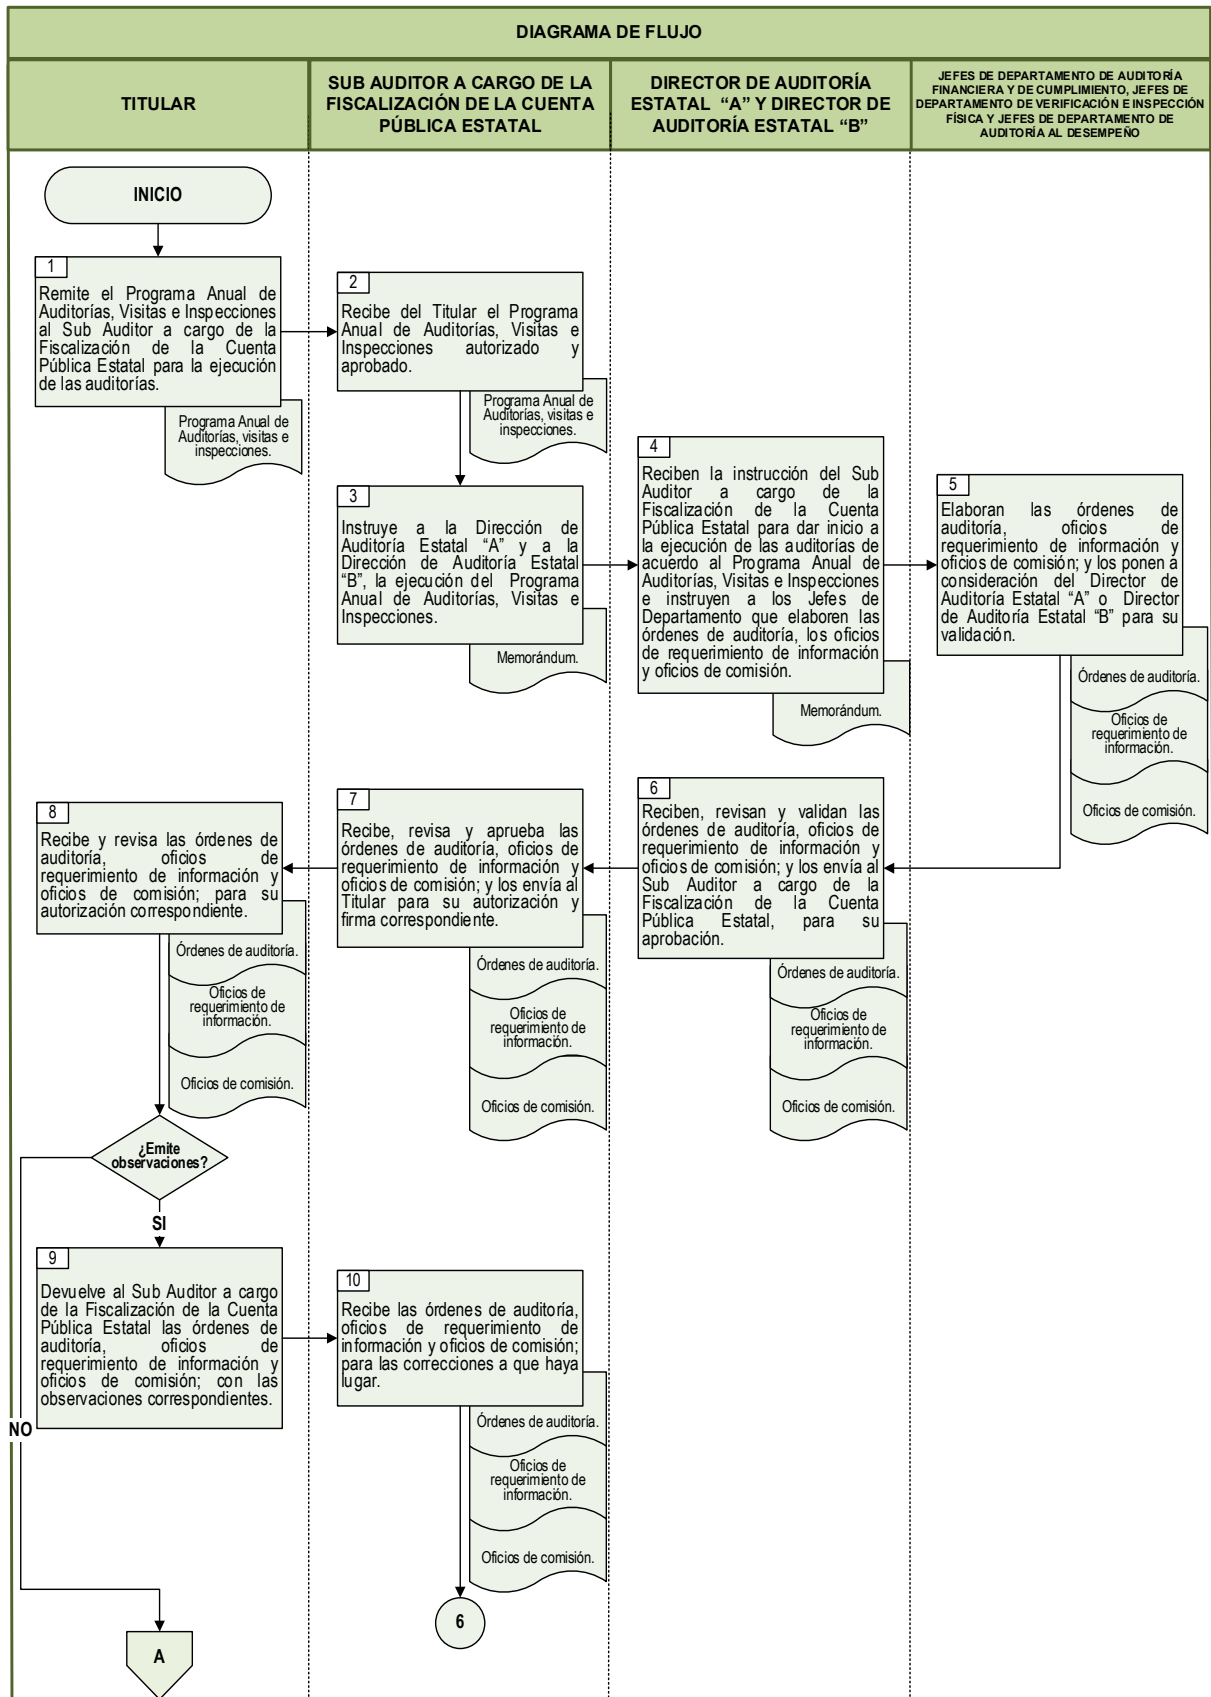 DIAGRAMA DE FLUJO
TITULAR
SUB AUDITOR A CARGO DE LA
FISCALIZACIÓN DE LA CUENTA
PÚBLICA ESTATAL
DIRECTOR DE AUDITORÍA
ESTATAL “A” Y DIRECTOR DE
AUDITORÍA ESTATAL “B”
JEFES DE DEPARTAMENTO DE AUDITORÍA
FINANCIERA Y DE CUMPLIMIENTO, JEFES DE
DEPARTAMENTO DE VERIFICACIÓN E INSPECCIÓN
FÍSICA Y JEFES DE DEPARTAMENTO DE
AUDITORÍA AL DESEMPEÑO
INICIO
1
Remite el Programa Anual de
Auditorías, Visitas e Inspecciones
al Sub Auditor a cargo de la
Fiscalización de la Cuenta
Pública Estatal para la ejecución
de las auditorías.
Programa Anual de
Auditorías, visitas e
inspecciones.
2
Recibe del Titular el Programa
Anual de Auditorías, Visitas e
Inspecciones autorizado y
aprobado.
Programa Anual de
Auditorías, visitas e
inspecciones.
3
Instruye a la Dirección de
Auditoría Estatal “A” y a la
Dirección de Auditoría Estatal
“B”, la ejecución del Programa
Anual de Auditorías, Visitas e
Inspecciones.
Memorándum.
4
Reciben la instrucción del Sub
Auditor a cargo de la
Fiscalización de la Cuenta
Pública Estatal para dar inicio a
la ejecución de las auditorías de
acuerdo al Programa Anual de
Auditorías, Visitas e Inspecciones
e instruyen a los Jefes de
Departamento que elaboren las
órdenes de auditoría, los oficios
de requerimiento de información
y oficios de comisión.
Memorándum.
5
Elaboran las órdenes de
auditoría, oficios de
requerimiento de información y
oficios de comisión; y los ponen a
consideración del Director de
Auditoría Estatal “A” o Director
de Auditoría Estatal “B” para su
validación.
Órdenes de auditoría.
Oficios de
requerimiento de
información.
Oficios de comisión.
6
Reciben, revisan y validan las
órdenes de auditoría, oficios de
requerimiento de información y
oficios de comisión; y los envía al
Sub Auditor a cargo de la
Fiscalización de la Cuenta
Pública Estatal, para su
aprobación.
Órdenes de auditoría.
Oficios de
requerimiento de
información.
Oficios de comisión.
7
Recibe, revisa y aprueba las
órdenes de auditoría, oficios de
requerimiento de información y
oficios de comisión; y los envía al
Titular para su autorización y
firma correspondiente.
Órdenes de auditoría.
Oficios de
requerimiento de
información.
Oficios de comisión.
8
Recibe y revisa las órdenes de
auditoría, oficios de
requerimiento de información y
oficios de comisión; para su
autorización correspondiente.
Órdenes de auditoría.
Oficios de
requerimiento de
información.
Oficios de comisión.
¿Emite
observaciones?
SI
NO
9
Devuelve al Sub Auditor a cargo
de la Fiscalización de la Cuenta
Pública Estatal las órdenes de
auditoría, oficios de
requerimiento de información y
oficios de comisión; con las
observaciones correspondientes.
10
Recibe las órdenes de auditoría,
oficios de requerimiento de
información y oficios de comisión;
para las correcciones a que haya
lugar.
Órdenes de auditoría.
Oficios de
requerimiento de
información.
Oficios de comisión.
6
A